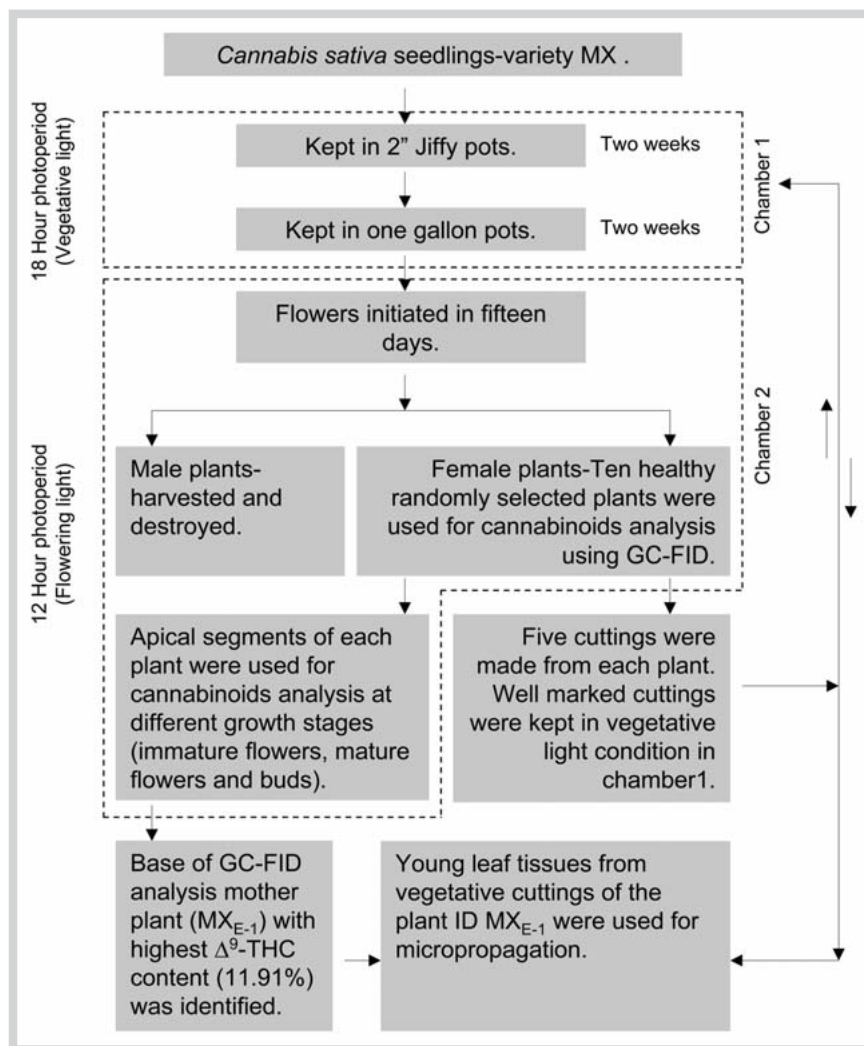 Cannabis sativa seedlings-variety MX .
18 Hour photoperiod
(Vegetative light)
Kept in 2” Jiffy pots.
Two weeks
Kept in one gallon pots.
Two weeks
Chamber 1
12 Hour photoperiod
(Flowering light)
Flowers initiated in fifteen
days.
Chamber 2
Male plants-
harvested and
destroyed.
Female plants-Ten healthy
randomly selected plants were
used for cannabinoids analysis
using GC-FID.
Apical segments of each
plant were used for
cannabinoids analysis at
different growth stages
(immature flowers, mature
flowers and buds).
Five cuttings were
made from each plant.
Well marked cuttings
were kept in vegetative
light condition in
chamber1.
Base of GC-FID
analysis mother
plant (MXE-1) with
highest Δ9-THC
content (11.91%)
was identified.
Young leaf tissues from
vegetative cuttings of the
plant ID MXE-1 were used for
micropropagation.